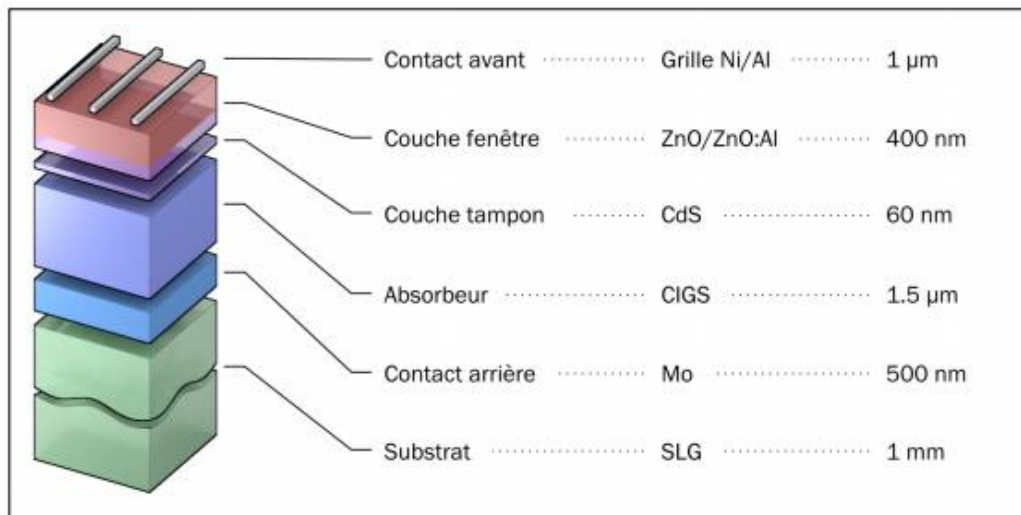 Contact avant ........ Grille Ni/Al ........ 1 µm
Couche fenêtre ........ ZnO/ZnO:Al ........ 400 nm
Couche tampon ........ CdS ........ 60 nm
Absorbeur ........ CIGS ........ 1.5 µm
Contact arrière ........ Mo ........ 500 nm
Substrat ........ SLG ........ 1 mm